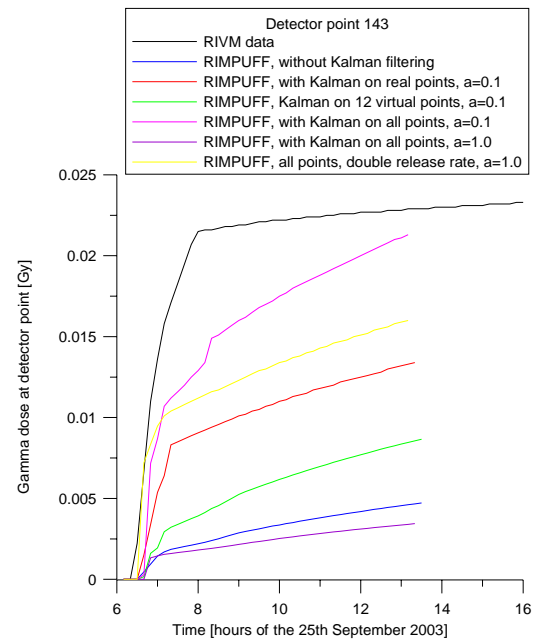 Detector point 143
RIVM data
RIMPUFF, without Kalman filtering
RIMPUFF, with Kalman on real points, a=0.1
RIMPUFF, Kalman on 12 virtual points, a=0.1
RIMPUFF, with Kalman on all points, a=0.1
RIMPUFF, with Kalman on all points, a=1.0
RIMPUFF, all points, double release rate, a=1.0
0.025
0.02
0.015
0.01
0.005
0
Gamma dose at detector point [Gy]
6 8 10 12 14 16
Time [hours of the 25th September 2003]